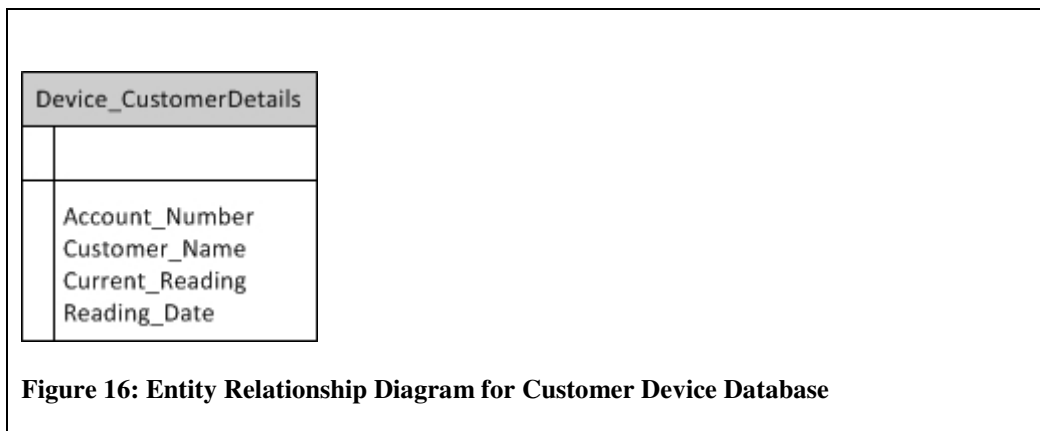 Device_CustomerDetails
Account_Number
Customer_Name
Current_Reading
Reading_Date
Figure 16: Entity Relationship Diagram for Customer Device Database